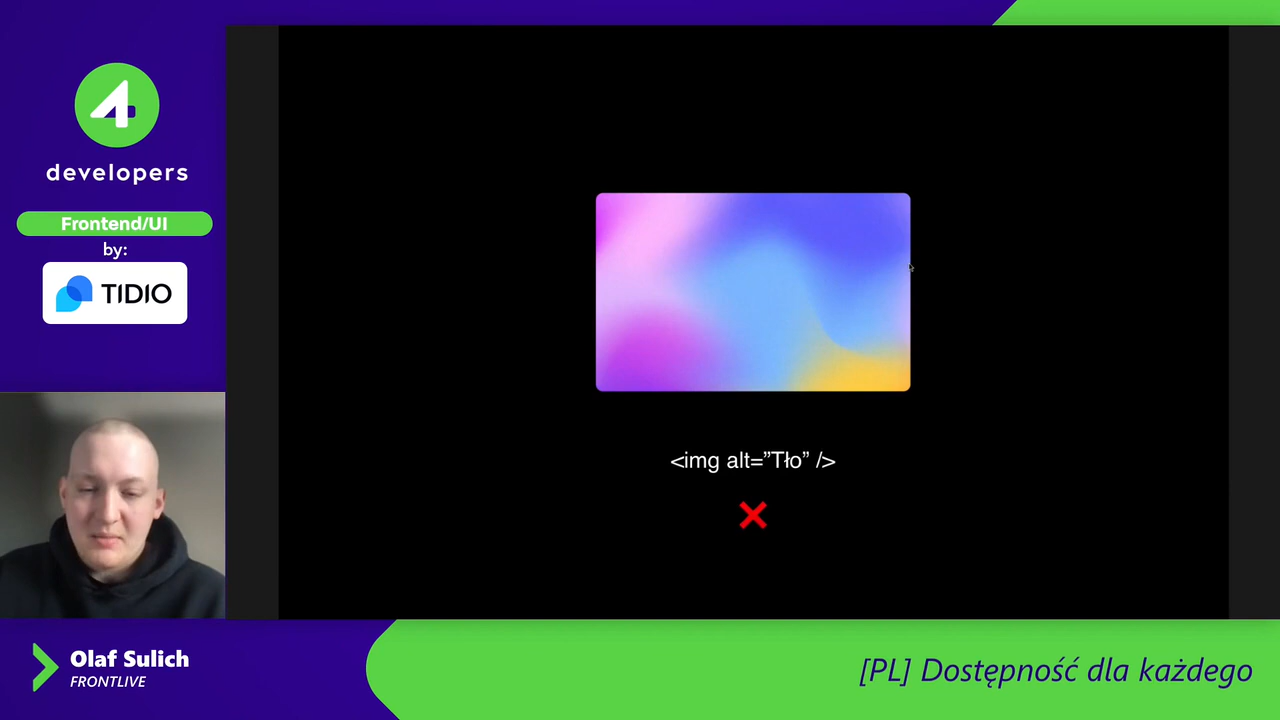 4
developers
Frontend/UI
by:
TIDIO
<img alt=”Tło” />
Olaf Sulich
FRONTLIVE
[PL] Dostępność dla każdego